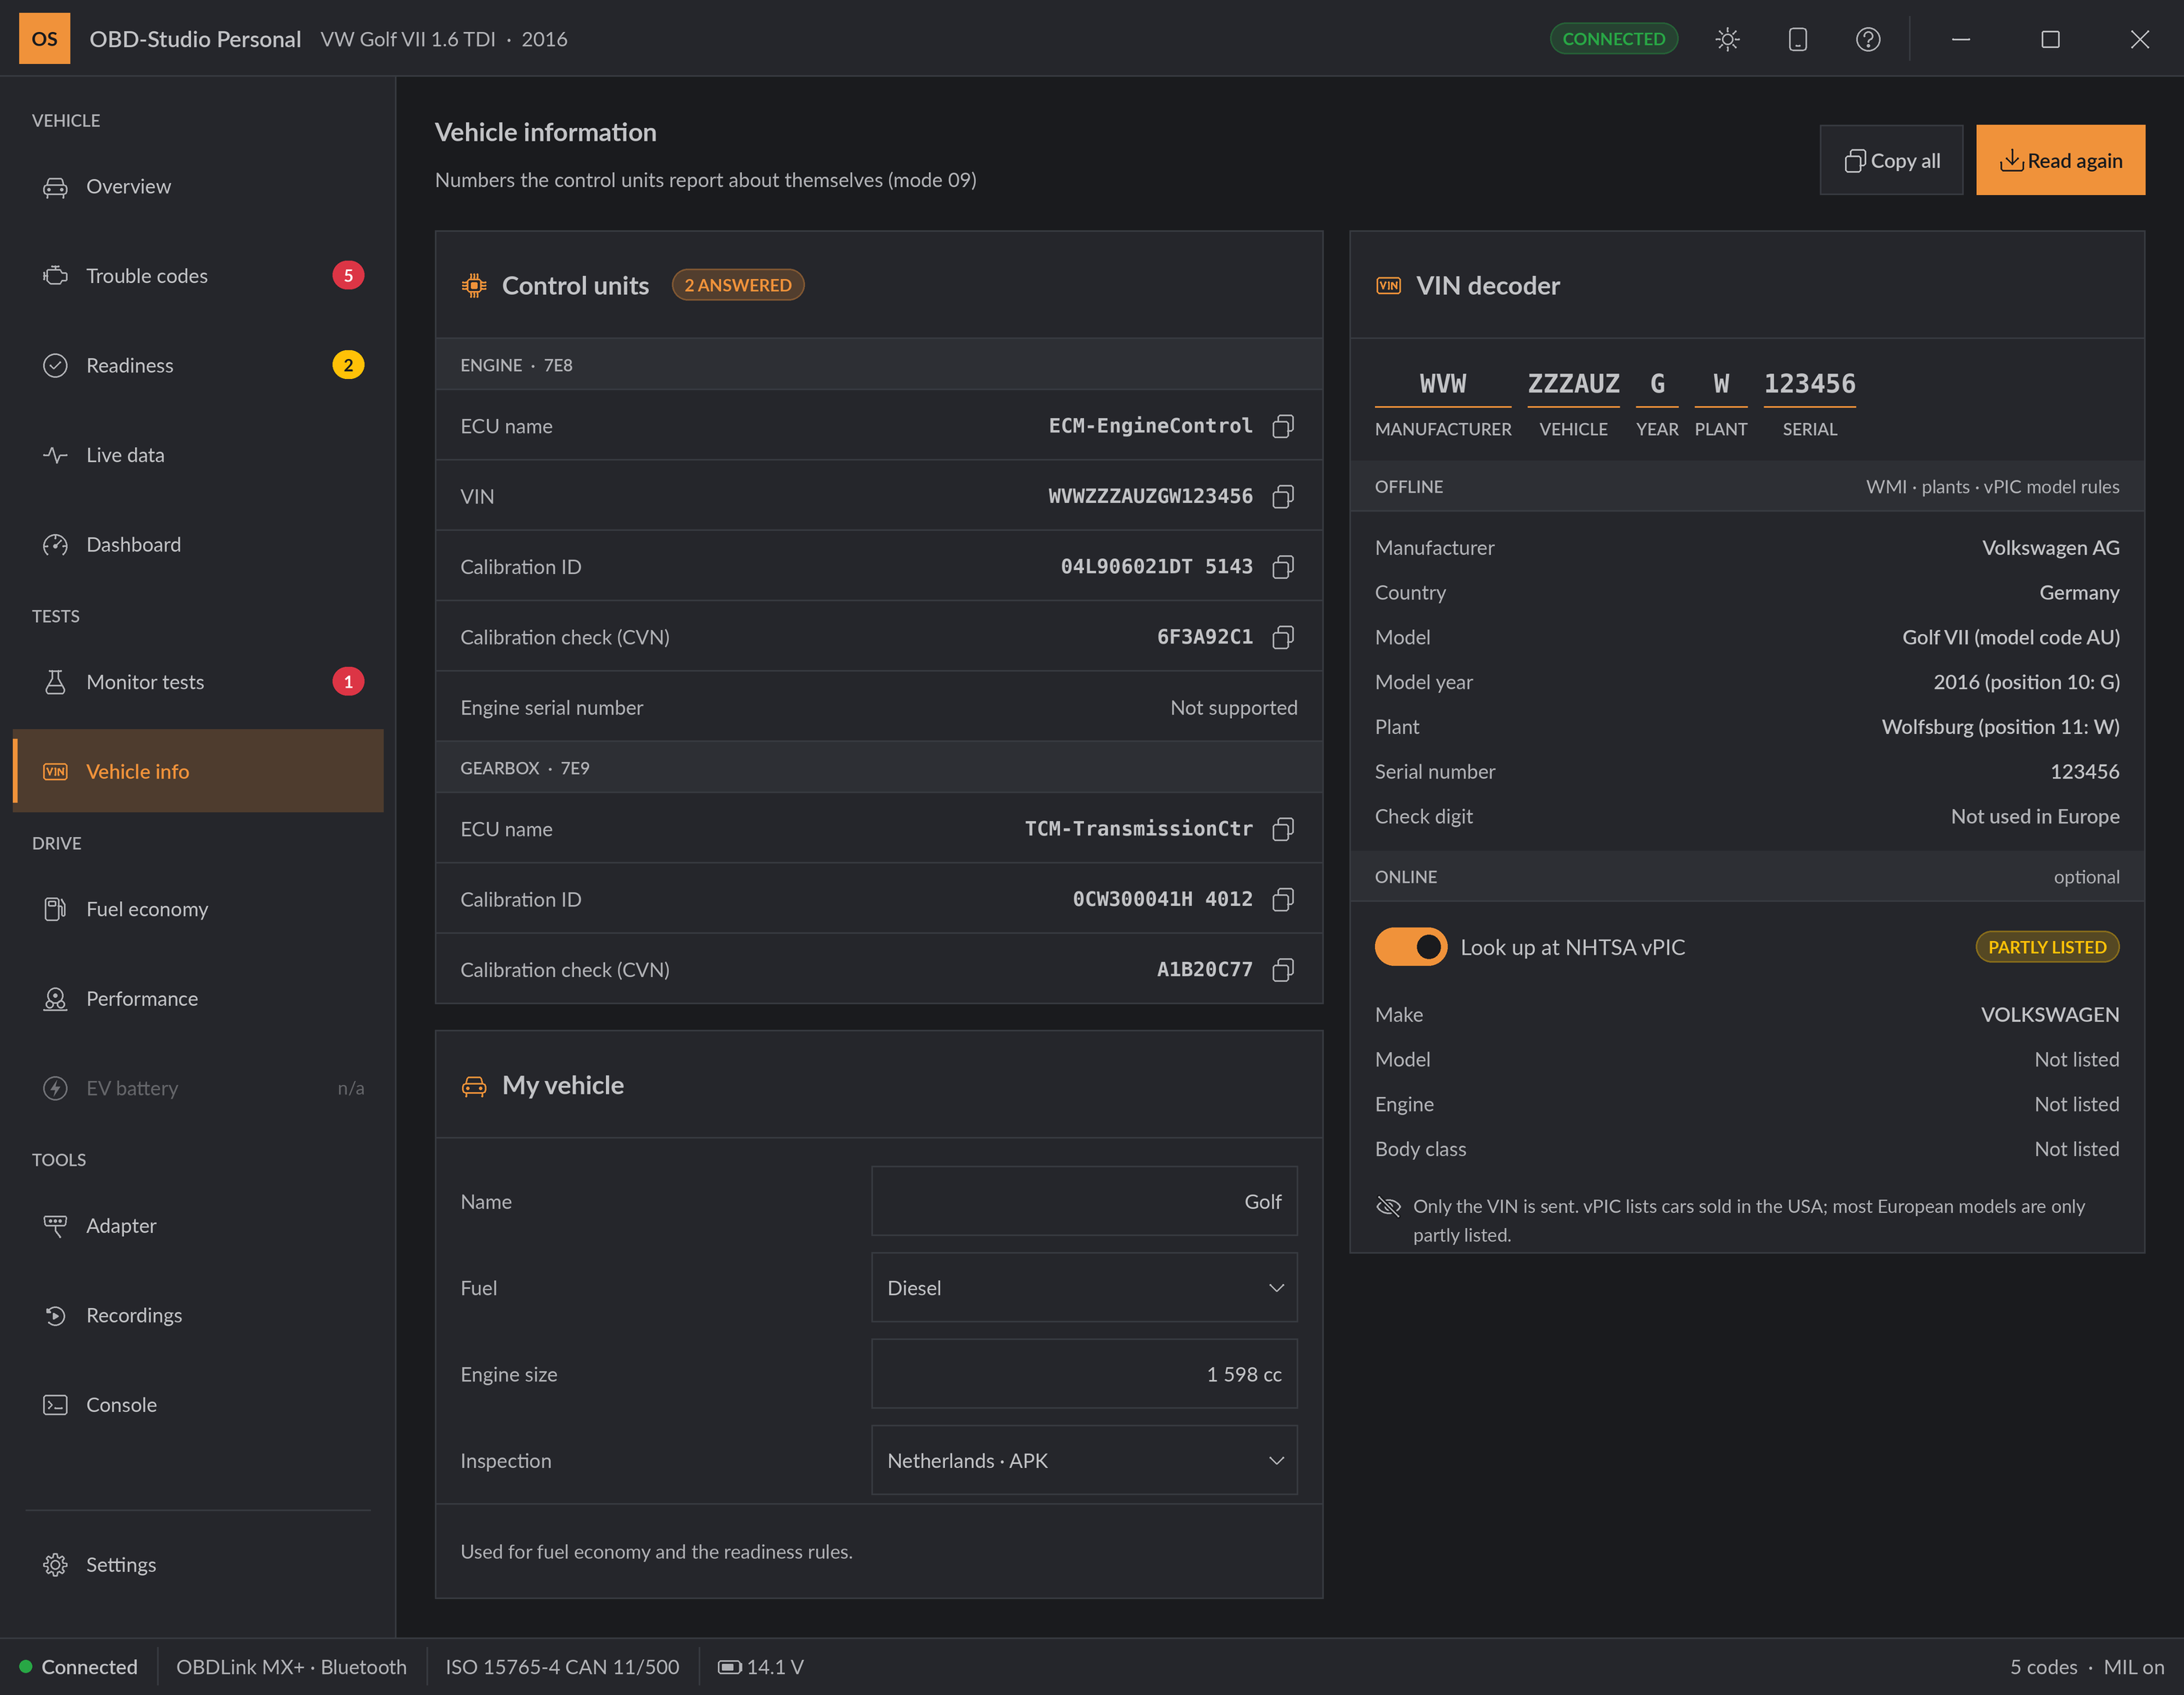 OS OBD-Studio Personal VW Golf VII 1.6 TDI · 2016 CONNECTED
VEHICLE
Overview
Trouble codes 5
Readiness 2
Live data
Dashboard
TESTS
Monitor tests 1
VIN Vehicle info
DRIVE
Fuel economy
Performance
EV battery n/a
TOOLS
Adapter
Recordings
Console
Settings
Vehicle information
Numbers the control units report about themselves (mode 09)
Copy all
Read again
Control units 2 ANSWERED
ENGINE · 7E8
ECU name ECM-EngineControl
VIN WVWZZZAUZGW123456
Calibration ID 04L906021DT 5143
Calibration check (CVN) 6F3A92C1
Engine serial number Not supported
GEARBOX · 7E9
ECU name TCM-TransmissionCtr
Calibration ID 0CW300041H 4012
Calibration check (CVN) A1B20C77
My vehicle
Name Golf
Fuel Diesel
Engine size 1 598 cc
Inspection Netherlands · APK
Used for fuel economy and the readiness rules.
VIN VIN decoder
WVW ZZZAUZ G W 123456
MANUFACTURER VEHICLE YEAR PLANT SERIAL
OFFLINE WMI · plants · vPIC model rules
Manufacturer Volkswagen AG
Country Germany
Model Golf VII (model code AU)
Model year 2016 (position 10: G)
Plant Wolfsburg (position 11: W)
Serial number 123456
Check digit Not used in Europe
ONLINE optional
Look up at NHTSA vPIC PARTLY LISTED
Make VOLKSWAGEN
Model Not listed
Engine Not listed
Body class Not listed
Only the VIN is sent. vPIC lists cars sold in the USA; most European models are only
partly listed.
Connected OBDLink MX+ · Bluetooth ISO 15765-4 CAN 11/500 14.1 V 5 codes · MIL on